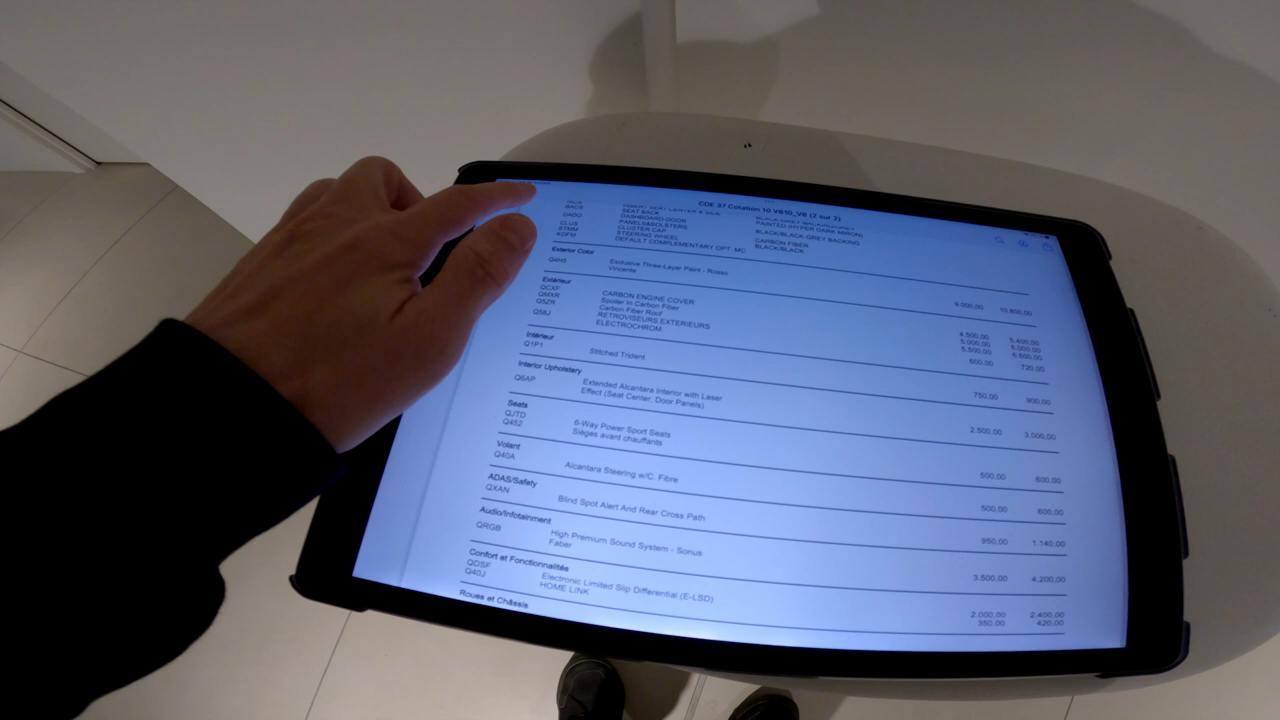 CDE 37 Cotation 10 V810_V6 (2 sur 7)
SEAT BACK
DADO DASHBOARD-DOOR PAINTED (HYPER DARK MIRON)
PANELS&BOLSTERS BLACK/BLACK-GREY BACKING
CLUS CLUSTER CAP CARBON FIBER
STMM STEERING WHEEL BLACK/BLACK
DEFAULT COMPLEMENTARY OPT. MC
Exterior Color
Exclusive Three-Layer Paint - Rosso 9.000,00 10.800,00
Vincente
Extérieur
QCXF CARBON ENGINE COVER 4.500,00 5.400,00
QMXR Spoiler In Carbon Fiber 5.000,00 6.000,00
Q5ZR Carbon Fiber Roof 5.500,00 6.600,00
Q58J RETROVISEURS EXTERIEURS 600,00 720,00
ELECTROCHROM.
Intérieur
Q1P1 Stitched Trident 750,00 900,00
Interior Upholstery
Q6AP Extended Alcantara Interior with Laser 2.500,00 3.000,00
Effect (Seat Center, Door Panels)
Seats
QJTD 6-Way Power Sport Seats
Q452 Sièges avant chauffants 500,00 600,00
Volant
Q40A Alcantara Steering w/C. Fibre 500,00 600,00
ADAS/Safety
QXAN Blind Spot Alert And Rear Cross Path 950,00 1.140,00
Audio/Infotainment
QRGB High Premium Sound System - Sonus 3.500,00 4.200,00
Faber
Confort et Fonctionnalités
QDSF Electronic Limited Slip Differential (E-LSD) 2.000,00 2.400,00
Q40J HOME LINK 350,00 420,00
Roues et Châssis